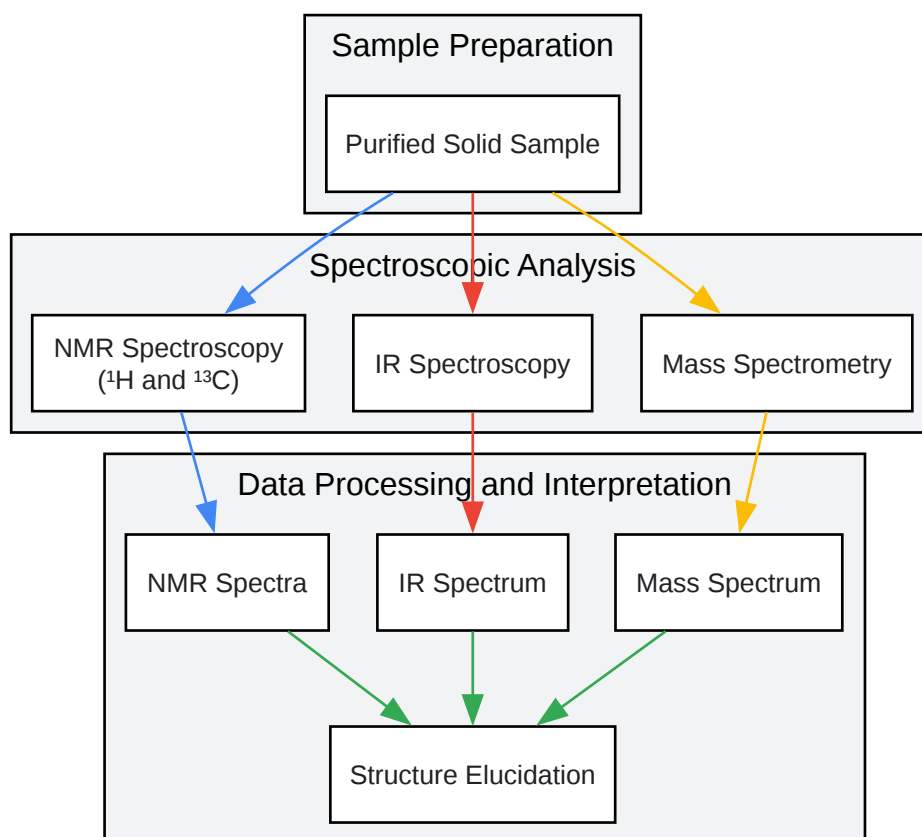 Sample Preparation
Purified Solid Sample
Spectroscopic Analysis
NMR Spectroscopy
(¹H and ¹³C)
IR Spectroscopy
Mass Spectrometry
Data Processing and Interpretation
NMR Spectra
IR Spectrum
Mass Spectrum
Structure Elucidation